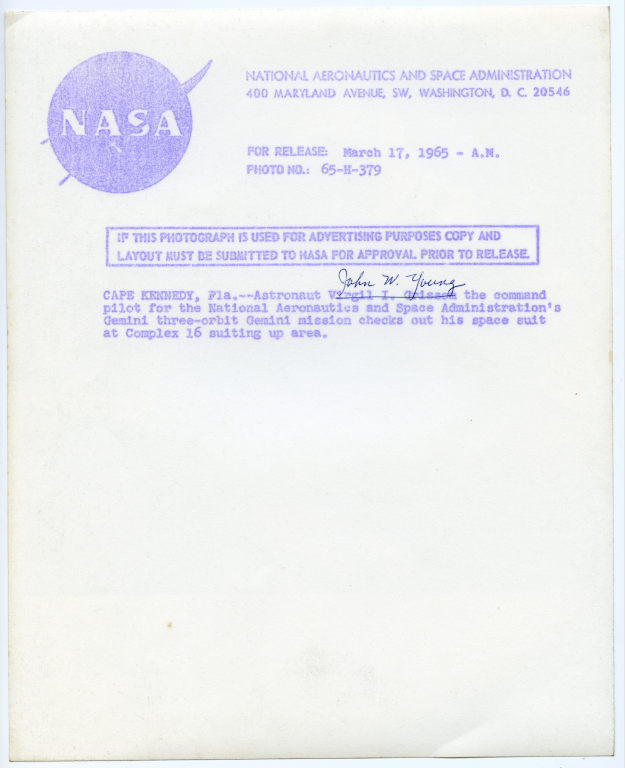 NASA
NATIONAL AERONAUTICS AND SPACE ADMINISTRATION
400 MARYLAND AVENUE, SW, WASHINGTON, D. C. 20546
FOR RELEASE: March 17, 1965 - A.M.
PHOTO NO.: 65-H-379
IF THIS PHOTOGRAPH IS USED FOR ADVERTISING PURPOSES COPY AND
LAYOUT MUST BE SUBMITTED TO NASA FOR APPROVAL PRIOR TO RELEASE.
John W. Young
CAPE KENNEDY, Fla.--Astronaut Virgil I. Grissom the command
pilot for the National Aeronautics and Space Administration's
Gemini three-orbit Gemini mission checks out his space suit
at Complex 16 suiting up area.